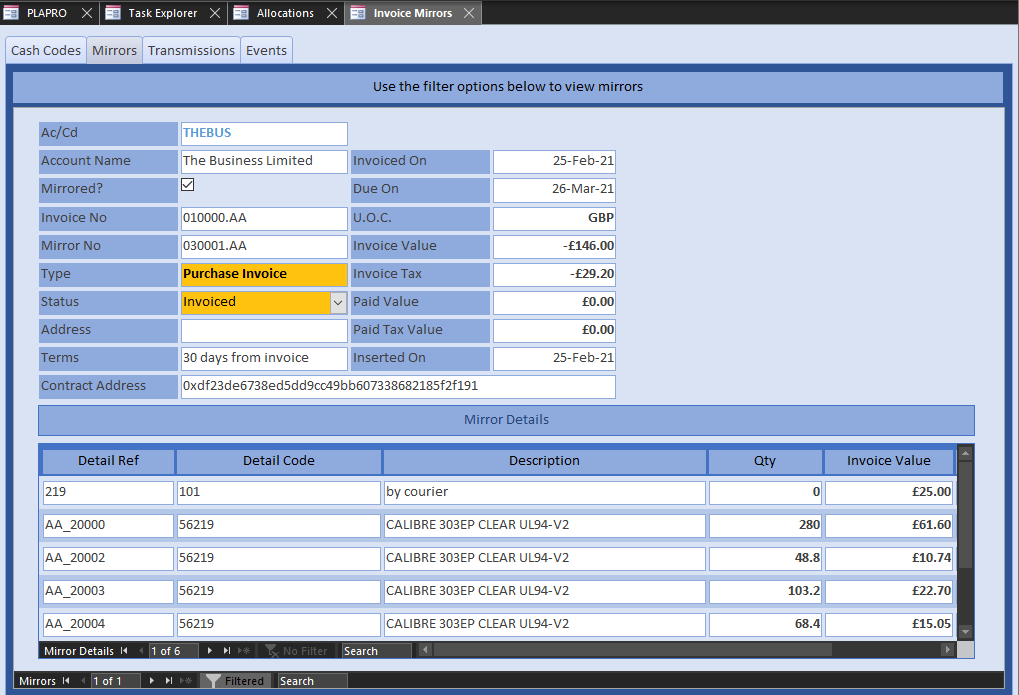 PLAPRO Task Explorer Allocations Invoice Mirrors
Cash Codes Mirrors Transmissions Events
Use the filter options below to view mirrors
Ac/Cd THEBUS
Account Name The Business Limited Invoiced On 25-Feb-21
Mirrored? Due On 26-Mar-21
Invoice No 010000.AA U.O.C. GBP
Mirror No 030001.AA Invoice Value -£146.00
Type Purchase Invoice Invoice Tax -£29.20
Status Invoiced Paid Value £0.00
Address Paid Tax Value £0.00
Terms 30 days from invoice Inserted On 25-Feb-21
Contract Address 0xdf23de6738ed5dd9cc49bb607338682185f2f191
Mirror Details
Detail Ref Detail Code Description Qty Invoice Value
219 101 by courier 0 £25.00
AA_20000 56219 CALIBRE 303EP CLEAR UL94-V2 280 £61.60
AA_20002 56219 CALIBRE 303EP CLEAR UL94-V2 48.8 £10.74
AA_20003 56219 CALIBRE 303EP CLEAR UL94-V2 103.2 £22.70
AA_20004 56219 CALIBRE 303EP CLEAR UL94-V2 68.4 £15.05
Mirror Details 1 of 6 No Filter Search
Mirrors 1 of 1 Filtered Search